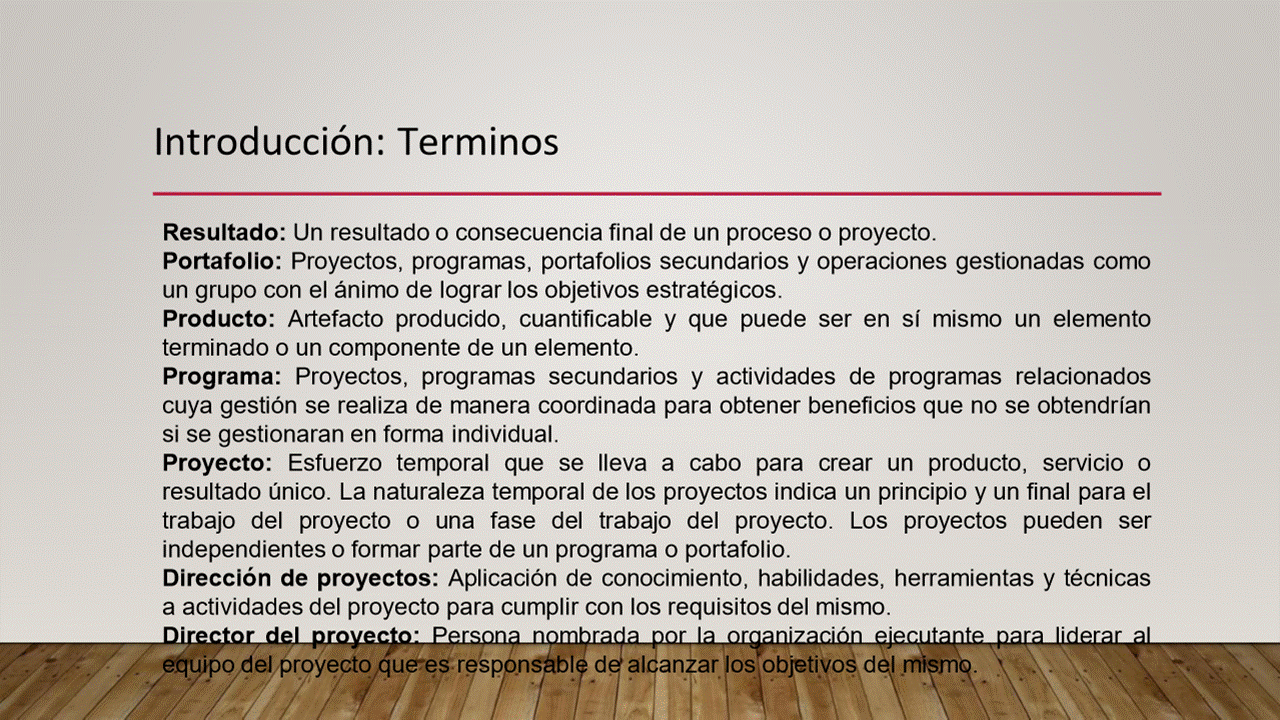 Introducción: Terminos
Resultado: Un resultado o consecuencia final de un proceso o proyecto.
Portafolio: Proyectos, programas, portafolios secundarios y operaciones gestionadas como
un grupo con el ánimo de lograr los objetivos estratégicos.
Producto: Artefacto producido, cuantificable y que puede ser en sí mismo un elemento
terminado o un componente de un elemento.
Programa: Proyectos, programas secundarios y actividades de programas relacionados
cuya gestión se realiza de manera coordinada para obtener beneficios que no se obtendrían
si se gestionaran en forma individual.
Proyecto: Esfuerzo temporal que se lleva a cabo para crear un producto, servicio o
resultado único. La naturaleza temporal de los proyectos indica un principio y un final para el
trabajo del proyecto o una fase del trabajo del proyecto. Los proyectos pueden ser
independientes o formar parte de un programa o portafolio.
Dirección de proyectos: Aplicación de conocimiento, habilidades, herramientas y técnicas
a actividades del proyecto para cumplir con los requisitos del mismo.
Director del proyecto: Persona nombrada por la organización ejecutante para liderar al
equipo del proyecto que es responsable de alcanzar los objetivos del mismo.